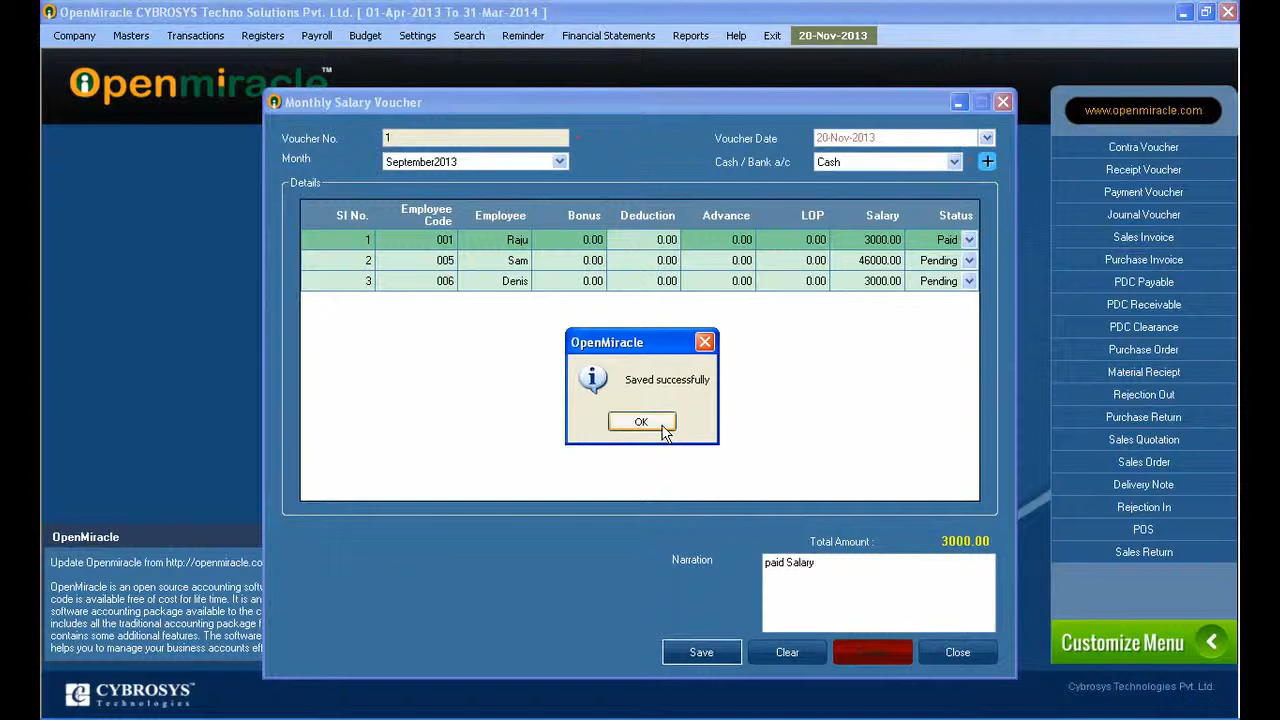 OpenMiracle CYBROSYS Techno Solutions Pvt. Ltd. [ 01-Apr-2013 To 31-Mar-2014 ]
Company Masters Transactions Registers Payroll Budget Settings Search Reminder Financial Statements Reports Help Exit 20-Nov-2013
Openmiracle™
Monthly Salary Voucher
Voucher No. 1 * Voucher Date 20-Nov-2013
Month September2013 Cash / Bank a/c Cash
Details
Sl No. Employee Code Employee Bonus Deduction Advance LOP Salary Status
1 001 Raju 0.00 0.00 0.00 0.00 3000.00 Paid
2 005 Sam 0.00 0.00 0.00 0.00 46000.00 Pending
3 006 Denis 0.00 0.00 0.00 0.00 3000.00 Pending
OpenMiracle
Saved successfully
OK
Total Amount : 3000.00
Narration paid Salary
Save Clear Close
www.openmiracle.com
Contra Voucher
Receipt Voucher
Payment Voucher
Journal Voucher
Sales Invoice
Purchase Invoice
PDC Payable
PDC Receivable
PDC Clearance
Purchase Order
Material Reciept
Rejection Out
Purchase Return
Sales Quotation
Sales Order
Delivery Note
Rejection In
POS
Sales Return
Customize Menu
OpenMiracle
Update Openmiracle from http://openmiracle.co
OpenMiracle is an open source accounting
code is available free of cost for life time. It is
software accounting package available to the
includes all the traditional accounting package
contains some additional features. The software
helps you to manage your business accounts
CYBROSYS
Technologies
Cybrosys Technologies Pvt. Ltd.